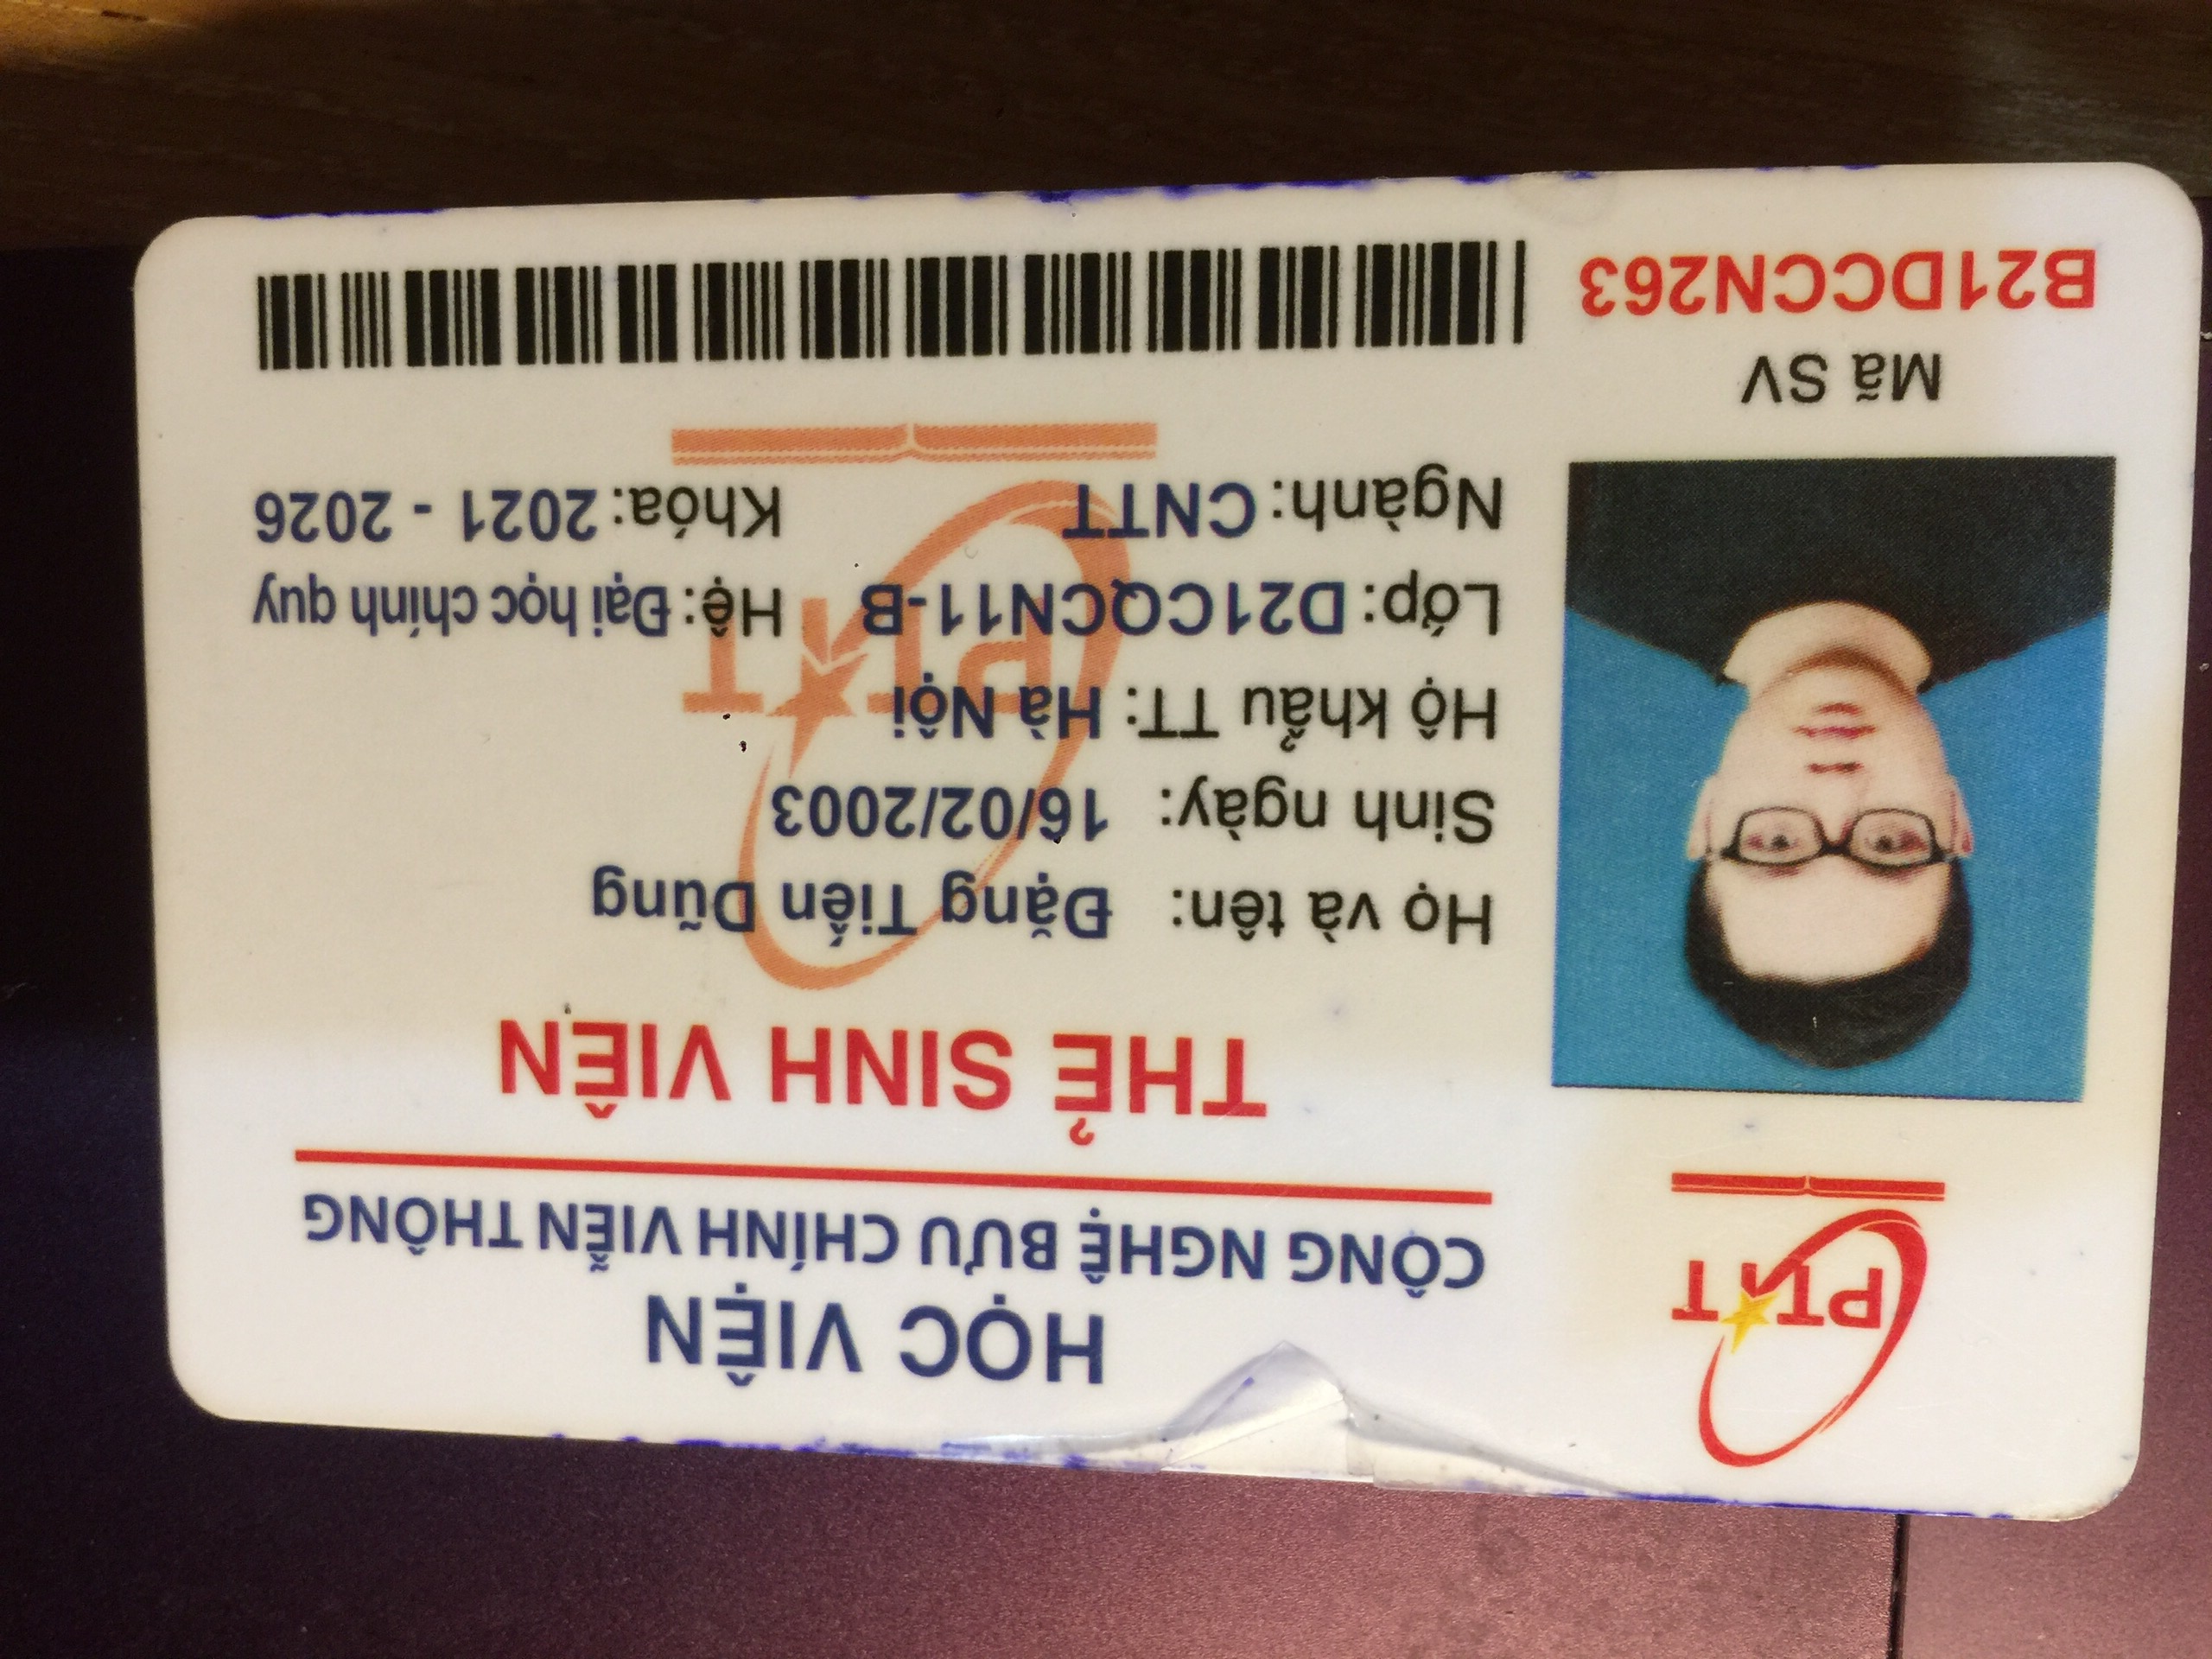 PTIT
HỌC VIỆN
CÔNG NGHỆ BƯU CHÍNH VIỄN THÔNG
THẺ SINH VIÊN
Họ và tên: Đặng Tiến Dũng
Sinh ngày: 16/02/2003
Hộ khẩu TT: Hà Nội
PTIT
Lớp: D21CQCN11-B Hệ: Đại học chính quy
Ngành: CNTT Khóa: 2021 - 2026
Mã SV
B21DCCN263